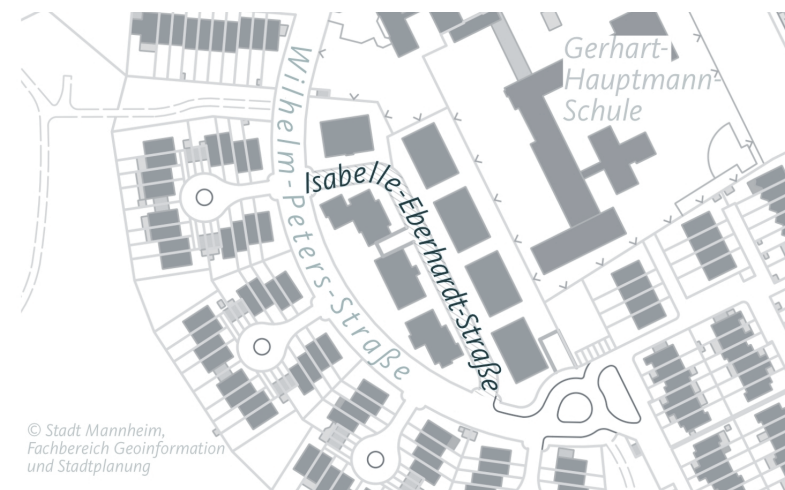 Gerhart-
Hauptmann-
Schule
Wilhelm-Peters-Straße
Isabelle-Eberhardt-Straße
© Stadt Mannheim,
Fachbereich Geoinformation
und Stadtplanung